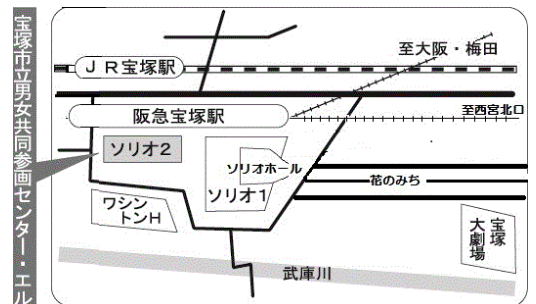 宝塚市立男女共同参画センター・エル
至大阪・梅田
ＪＲ宝塚駅
阪急宝塚駅
至西宮北口
ソリオ2
ソリオホール
ソリオ1
花のみち
ワシン
トンH
宝塚
大劇場
武庫川